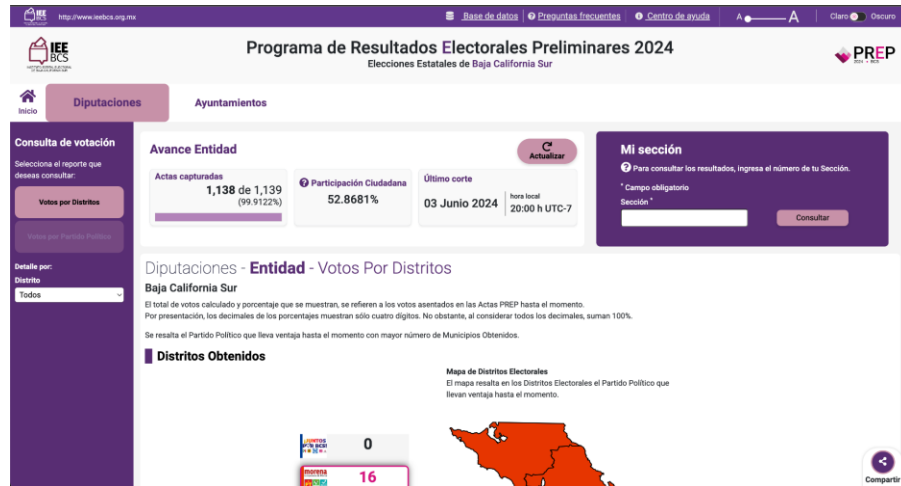 IEE
BCS
http://www.ieebcs.org.mx
Base de datos
Preguntas frecuentes
Centro de ayuda
A
A
Claro
Oscuro
IEE
BCS
Programa de Resultados Electorales Preliminares 2024
Elecciones Estatales de Baja California Sur
PREP
2024 • BCS
Inicio
Diputaciones
Ayuntamientos
Consulta de votación
Selecciona el reporte que
deseas consultar:
Votos por Distritos
Votos por Partido Político
Detalle por:
Distrito
Todos
Avance Entidad
Actualizar
Actas capturadas
1,138 de 1,139
(99.9122%)
Participación Ciudadana
52.8681%
Último corte
03 Junio 2024
hora local
20:00 h UTC-7
Mi sección
Para consultar los resultados, ingresa el número de tu Sección.
* Campo obligatorio
Sección *
Consultar
Diputaciones - Entidad - Votos Por Distritos
Baja California Sur
El total de votos calculado y porcentaje que se muestran, se refieren a los votos asentados en las Actas PREP hasta el momento.
Por presentación, los decimales de los porcentajes muestran sólo cuatro dígitos. No obstante, al considerar todos los decimales, suman 100%.
Se resalta el Partido Político que lleva ventaja hasta el momento con mayor número de Municipios Obtenidos.
Distritos Obtenidos
Mapa de Distritos Electorales
El mapa resalta en los Distritos Electorales el Partido Político que
llevan ventaja hasta el momento.
JUNTOS
POR BCS!
0
morena
16
Compartir